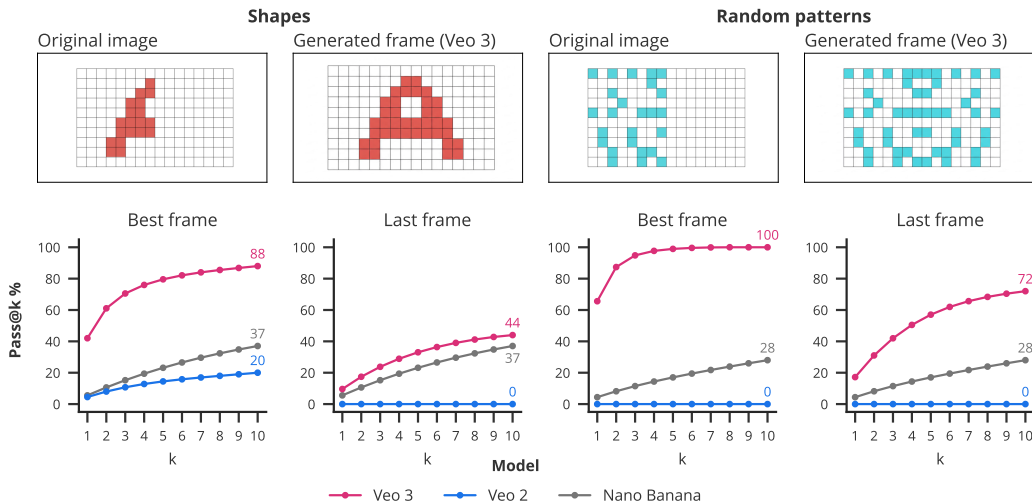 Shapes
Random patterns
Original image
Generated frame (Veo 3)
Original image
Generated frame (Veo 3)
Best frame
Last frame
Best frame
Last frame
Pass@k %
100
80
60
40
20
0
88
37
20
1 2 3 4 5 6 7 8 9 10
k
100
80
60
40
20
0
44
37
0
1 2 3 4 5 6 7 8 9 10
k
100
80
60
40
20
0
100
28
0
1 2 3 4 5 6 7 8 9 10
k
100
80
60
40
20
0
72
28
0
1 2 3 4 5 6 7 8 9 10
k
Model
Veo 3
Veo 2
Nano Banana